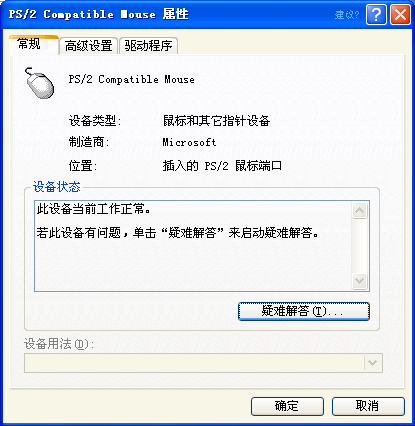 PS/2 Compatible Mouse 属性
建议?
常规
高级设置
驱动程序
PS/2 Compatible Mouse
设备类型: 鼠标和其它指针设备
制造商: Microsoft
位置: 插入的 PS/2 鼠标端口
设备状态
此设备当前工作正常。
若此设备有问题，单击“疑难解答”来启动疑难解答。
疑难解答(T)...
设备用法(D):
确定
取消